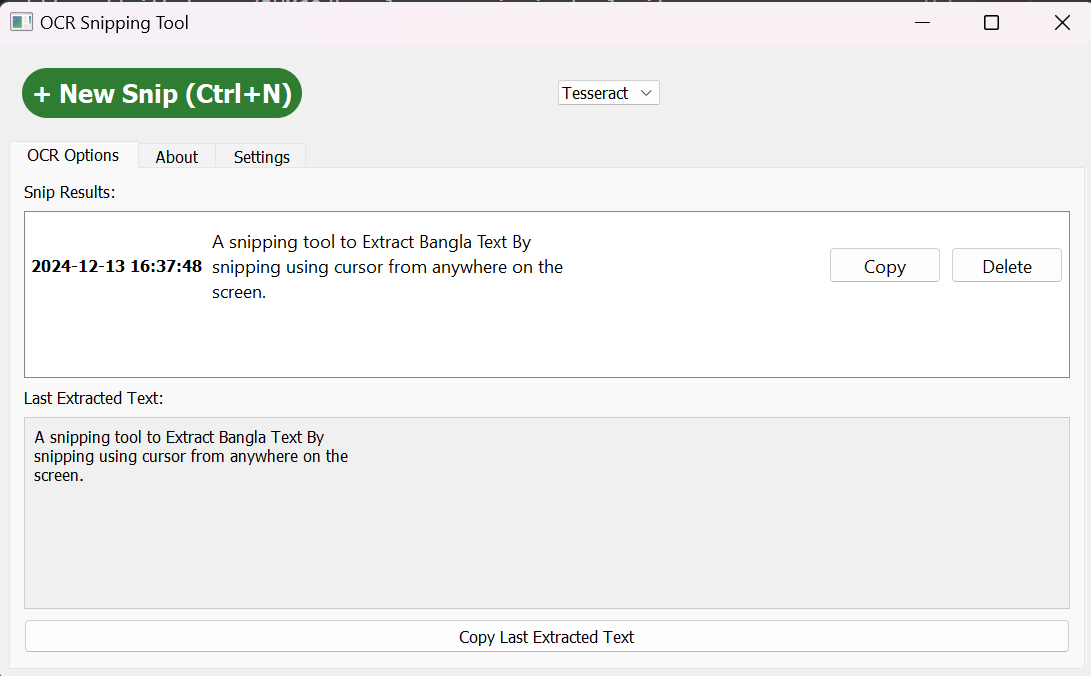 OCR Snipping Tool
+ New Snip (Ctrl+N)
Tesseract
OCR Options About Settings
Snip Results:
2024-12-13 16:37:48
A snipping tool to Extract Bangla Text By
snipping using cursor from anywhere on the
screen.
Copy Delete
Last Extracted Text:
A snipping tool to Extract Bangla Text By
snipping using cursor from anywhere on the
screen.
Copy Last Extracted Text